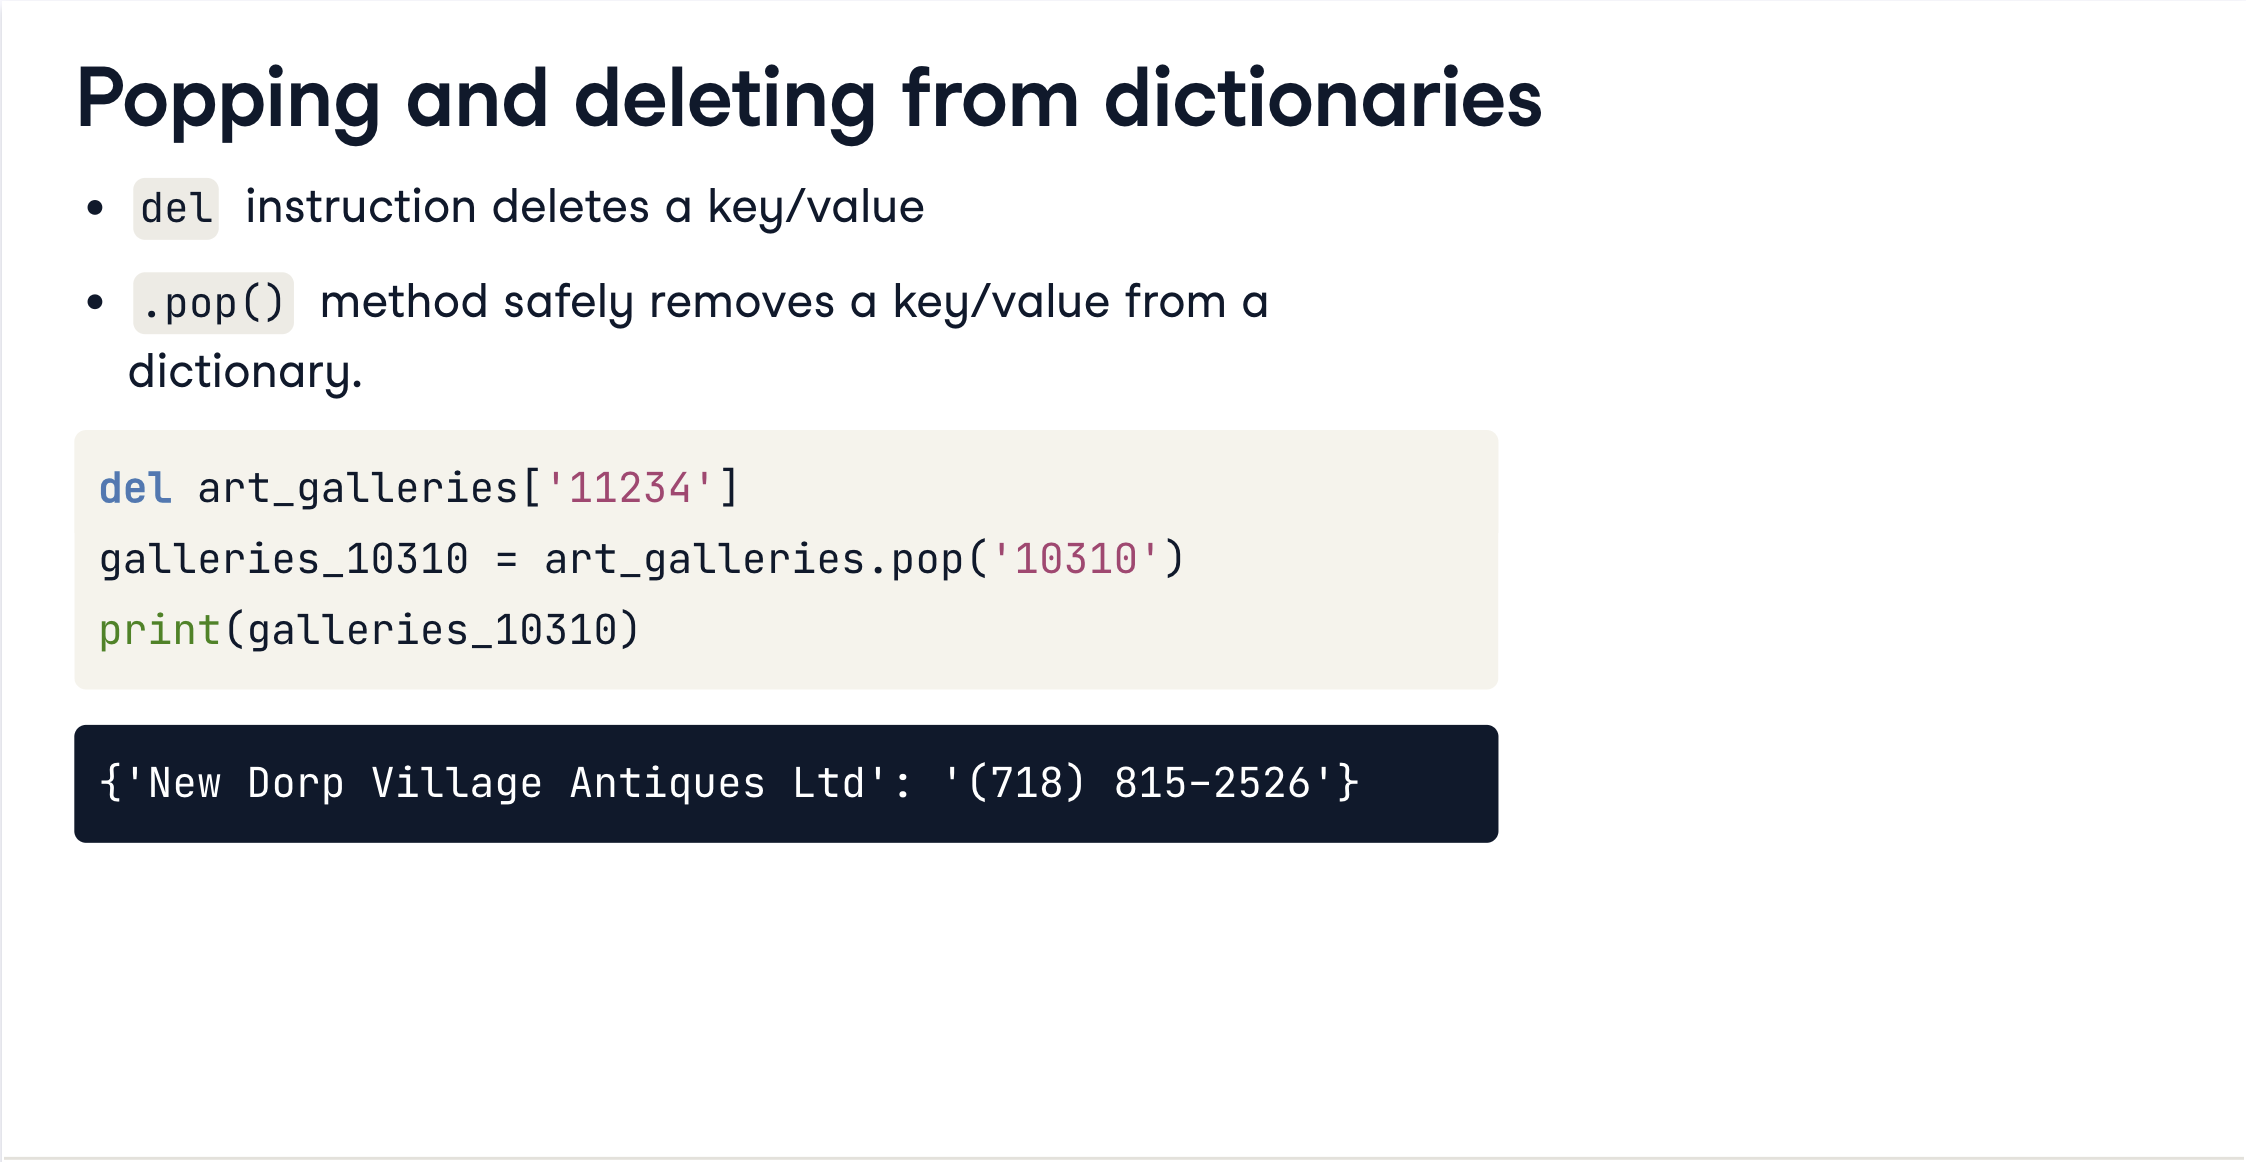 Popping and deleting from dictionaries
• del instruction deletes a key/value
• .pop() method safely removes a key/value from a
dictionary.
del art_galleries['11234']
galleries_10310 = art_galleries.pop('10310')
print(galleries_10310)
{'New Dorp Village Antiques Ltd': '(718) 815-2526'}